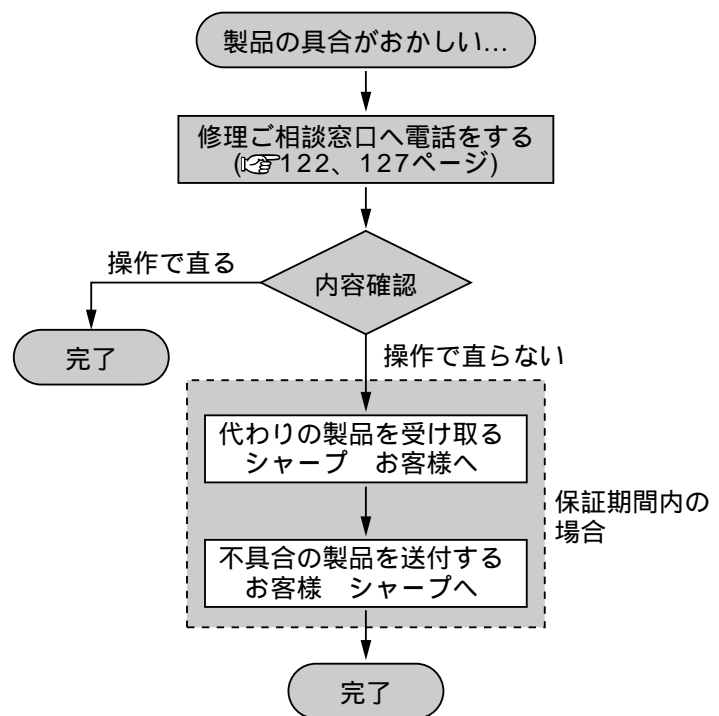 製品の具合がおかしい...
修理ご相談窓口へ電話をする
(☞122、127ページ)
内容確認
操作で直る
完了
操作で直らない
代わりの製品を受け取る
シャープ　お客様へ
保証期間内の
場合
不具合の製品を送付する
お客様　シャープへ
完了